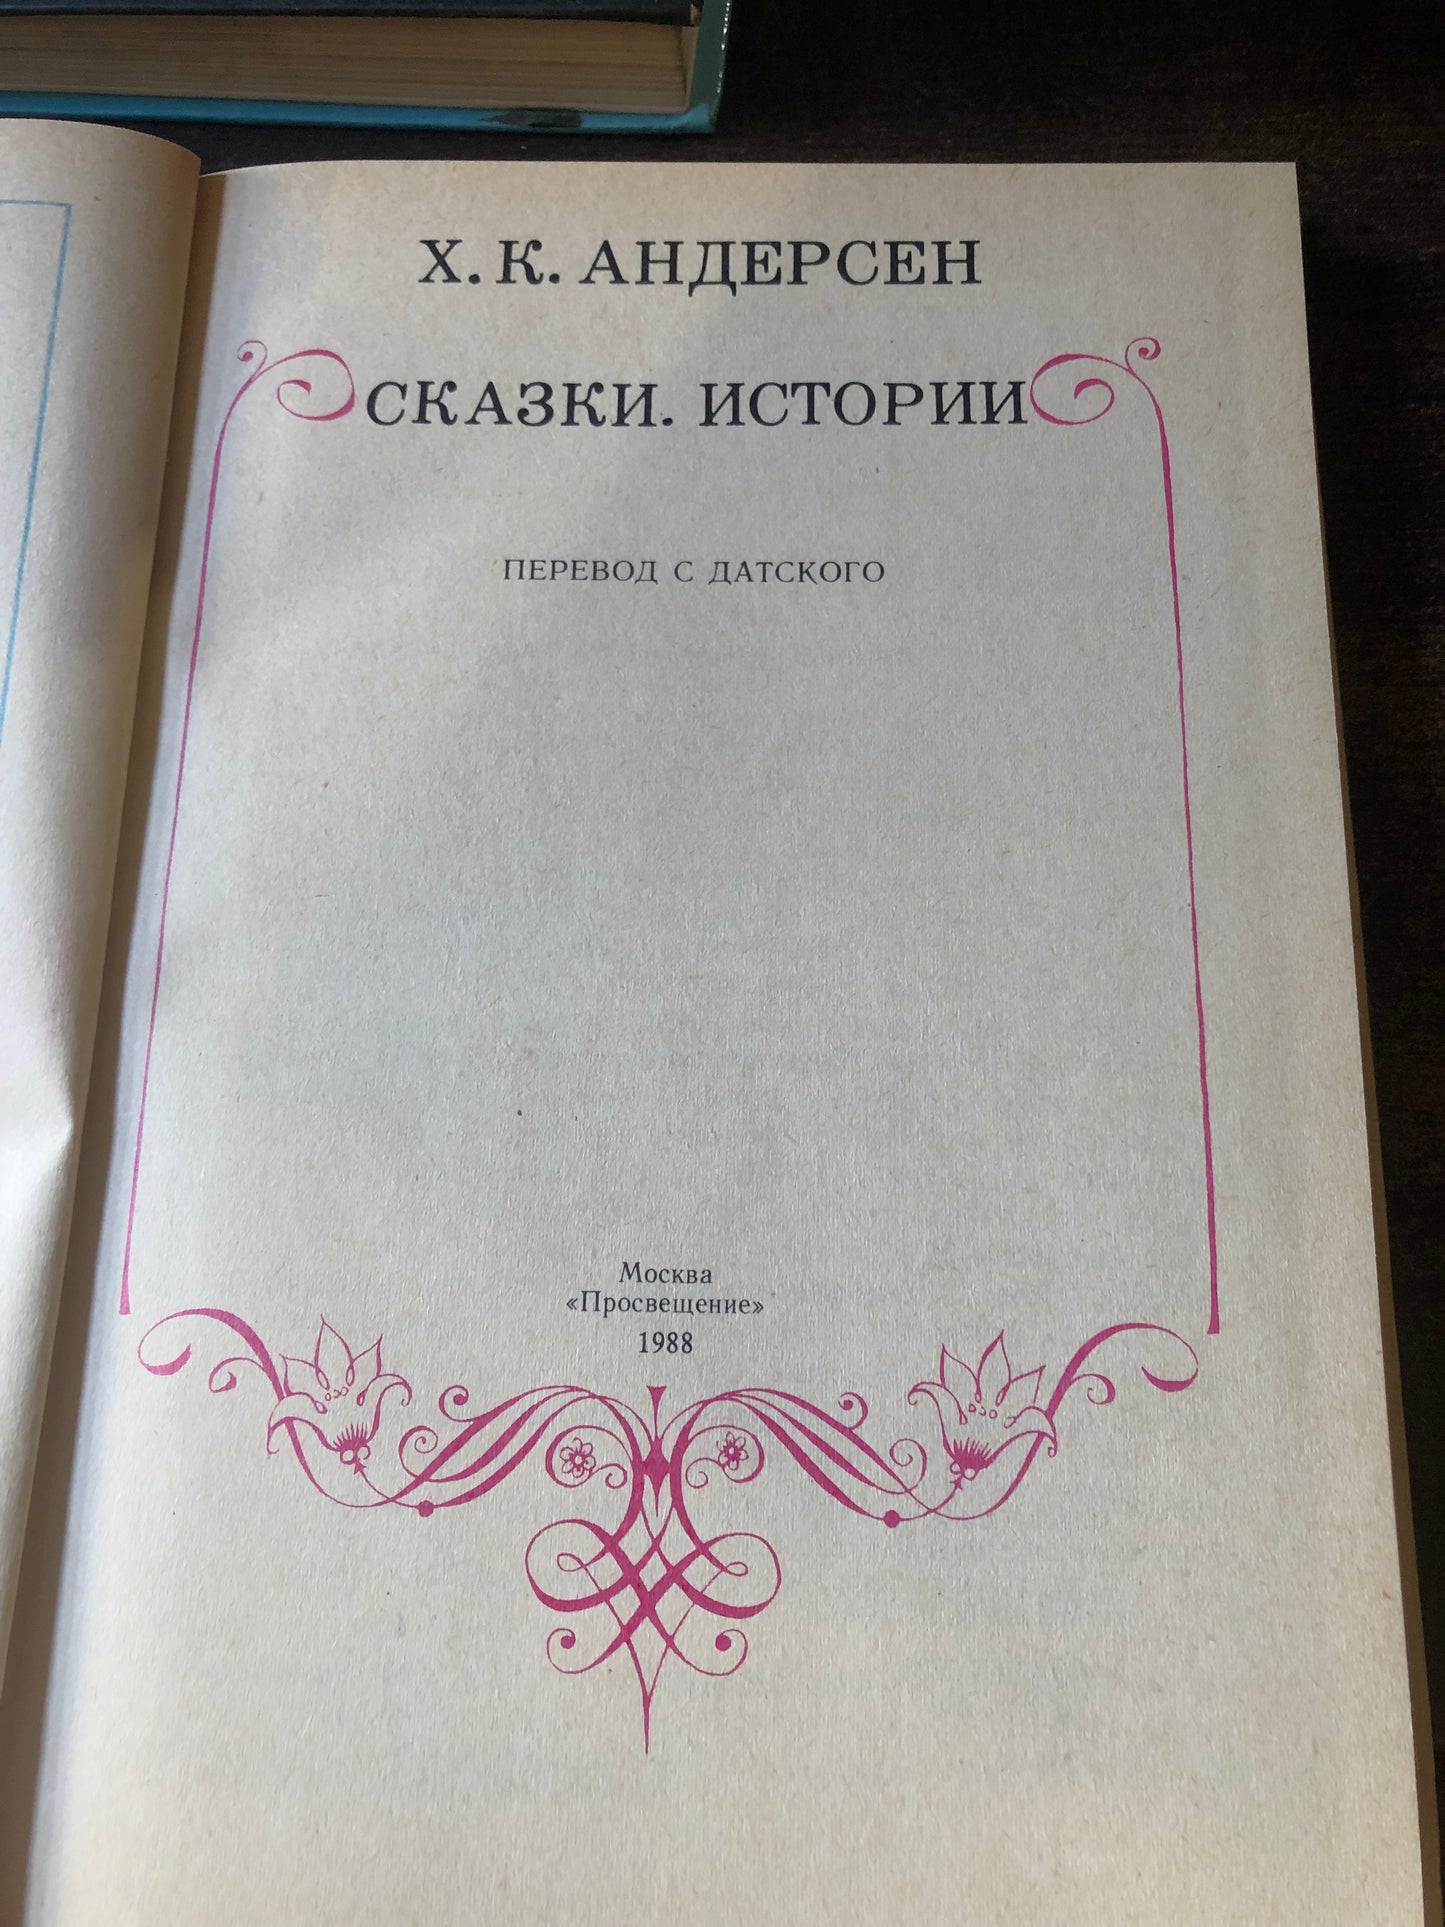 Х. К. АНДЕРСЕН
СКАЗКИ. ИСТОРИИ
ПЕРЕВОД С ДАТСКОГО
Москва
«Просвещение»
1988